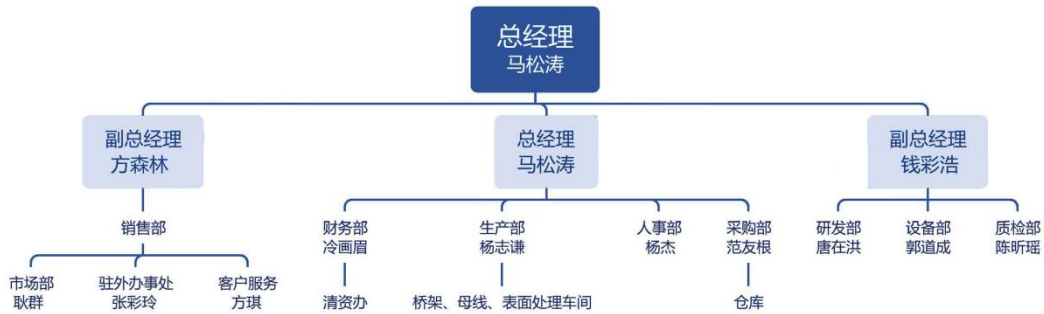 总经理
马松涛
副总经理
方森林
总经理
马松涛
副总经理
钱彩浩
销售部
财务部
冷画眉
生产部
杨志谦
人事部
杨杰
采购部
范友根
研发部
唐在洪
设备部
郭道成
质检部
陈昕瑶
市场部
耿群
驻外办事处
张彩玲
客户服务
方琪
清资办
桥架、母线、表面处理车间
仓库